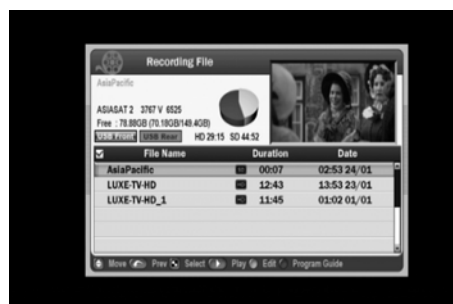 Recording File
AsiaPacific
ASIASAT 2 3767 V 6525
Free : 78.88GB (70.18GB/149.4GB)
USB Front USB Rear HD 29:15 SD 44:52
File Name Duration Date
AsiaPacific 00:07 02:53 24/01
LUXE-TV-HD 12:43 13:53 23/01
LUXE-TV-HD_1 11:45 01:02 01/01
Move Prev Select Play Edit Program Guide